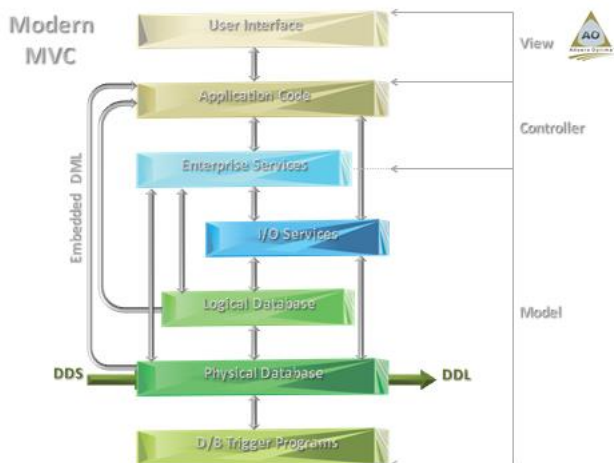 Modern
MVC
User Interface
View
AO
Application Code
Controller
Enterprise Services
Embedded DML
I/O Services
Logical Database
Model
DDS
Physical Database
DDL
D/B Trigger Programs